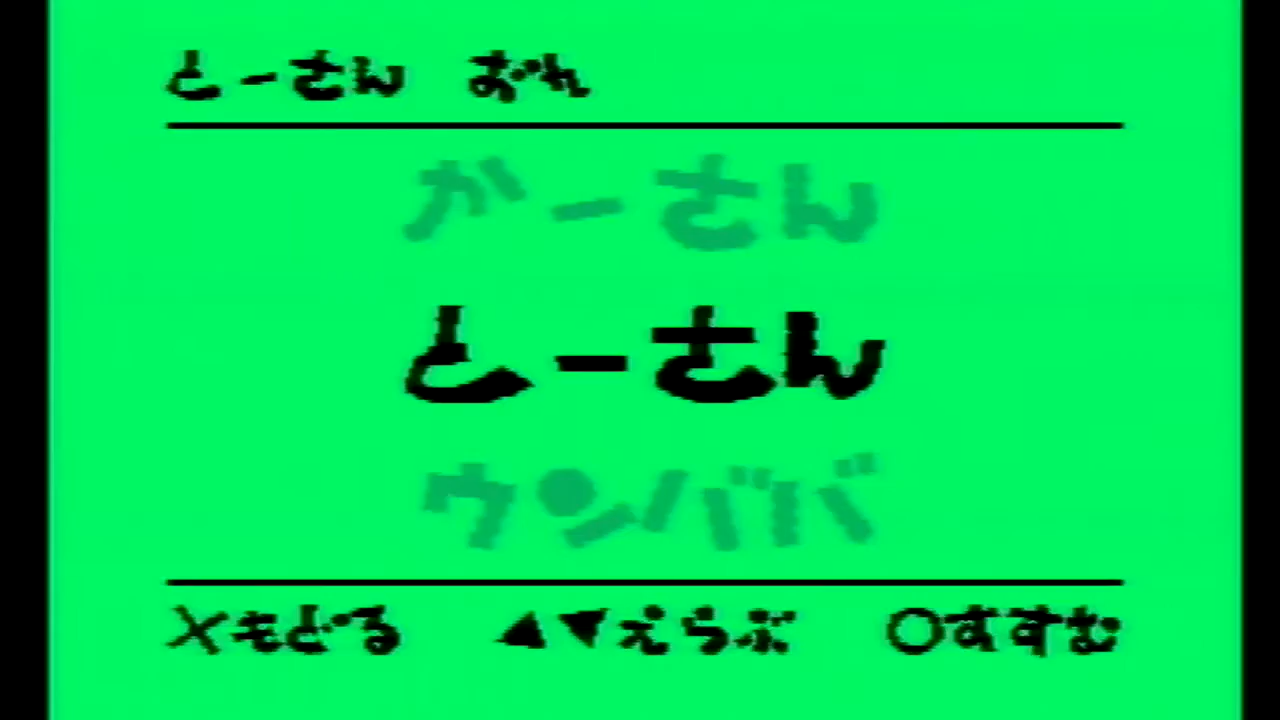 とーさん おれ
かーさん
とーさん
ウンババ
×もどる ▲▼えらぶ ○すすむ